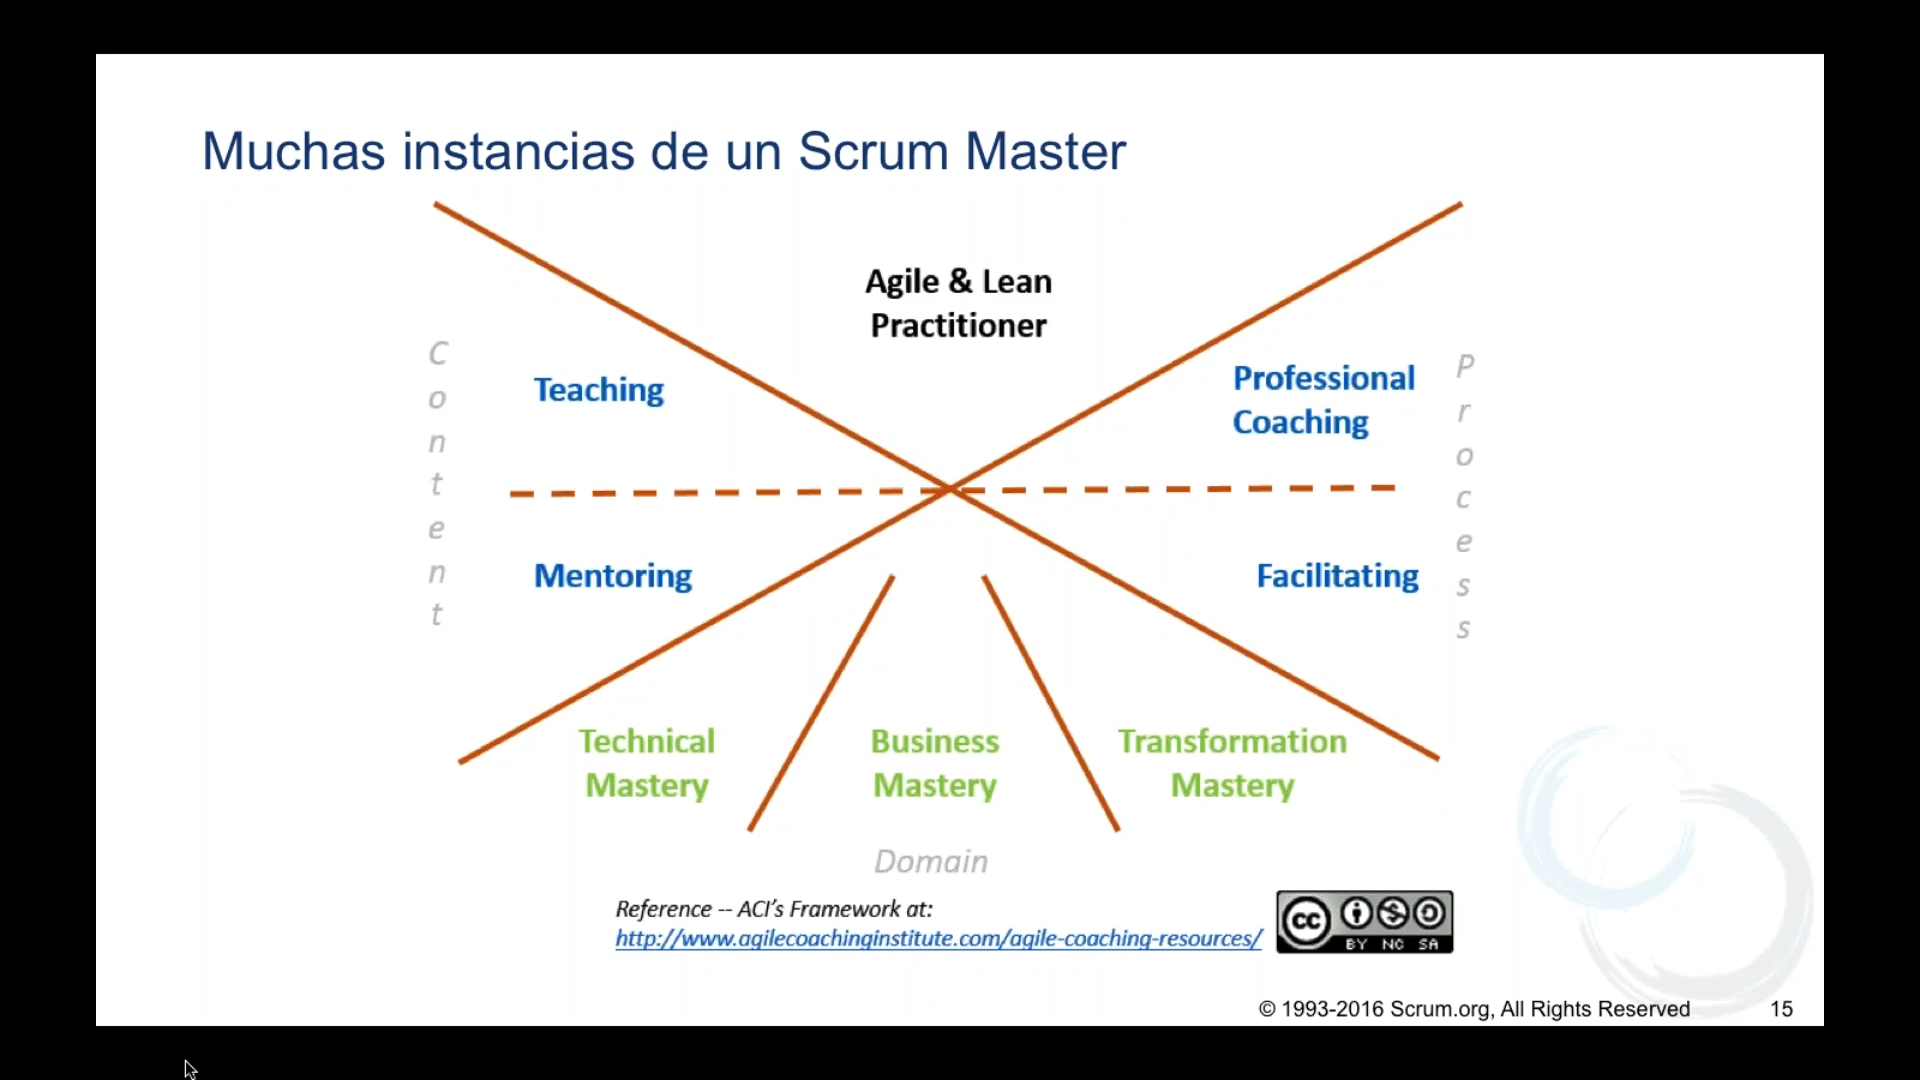 Muchas instancias de un Scrum Master
Agile & Lean
Practitioner
Content
Teaching
Professional
Coaching
Process
Mentoring
Facilitating
Technical
Mastery
Business
Mastery
Transformation
Mastery
Domain
Reference -- ACI's Framework at:
http://www.agilecoachinginstitute.com/agile-coaching-resources/
cc
BY NC SA
© 1993-2016 Scrum.org, All Rights Reserved
15